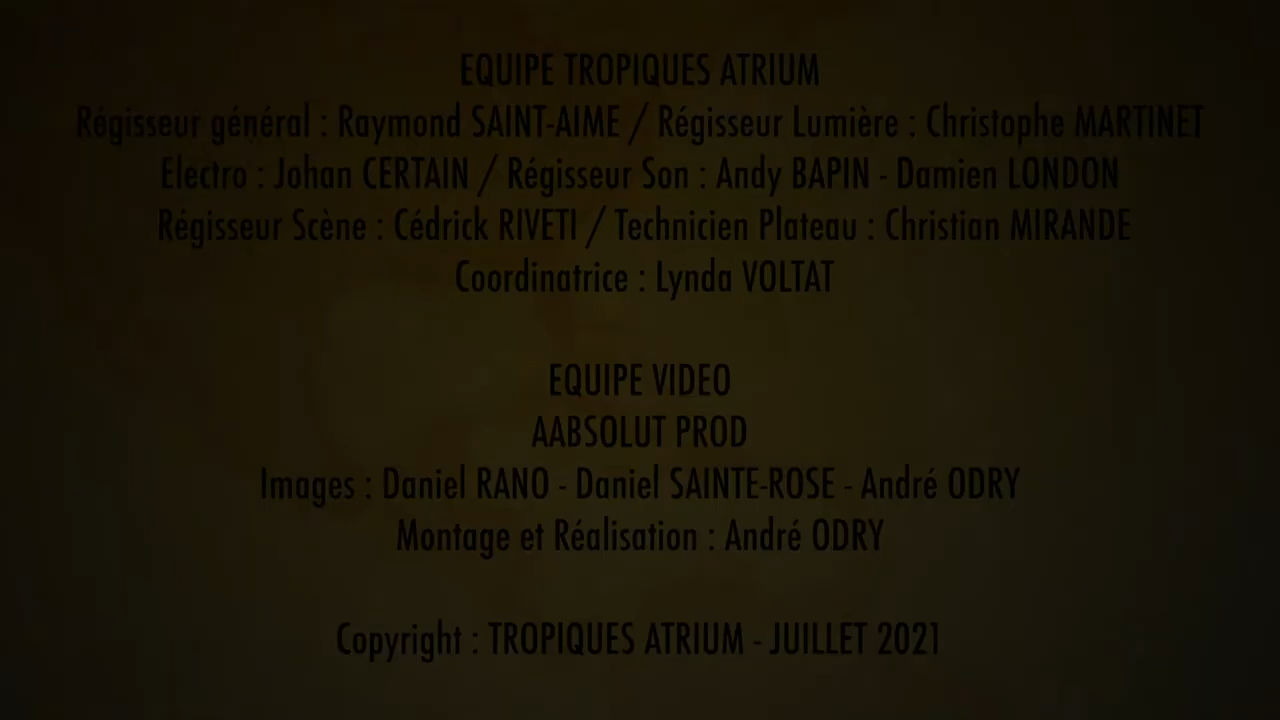 EQUIPE TROPIQUES ATRIUM
Régisseur général : Raymond SAINT-AIME / Régisseur Lumière : Christophe MARTINET
Electro : Johan CERTAIN / Régisseur Son : Andy BAPIN - Damien LONDON
Régisseur Scène : Cédrick RIVETI / Technicien Plateau : Christian MIRANDE
Coordinatrice : Lynda VOLTAT
EQUIPE VIDEO
AABSOLUT PROD
Images : Daniel RANO - Daniel SAINTE-ROSE - André ODRY
Montage et Réalisation : André ODRY
Copyright : TROPIQUES ATRIUM - JUILLET 2021